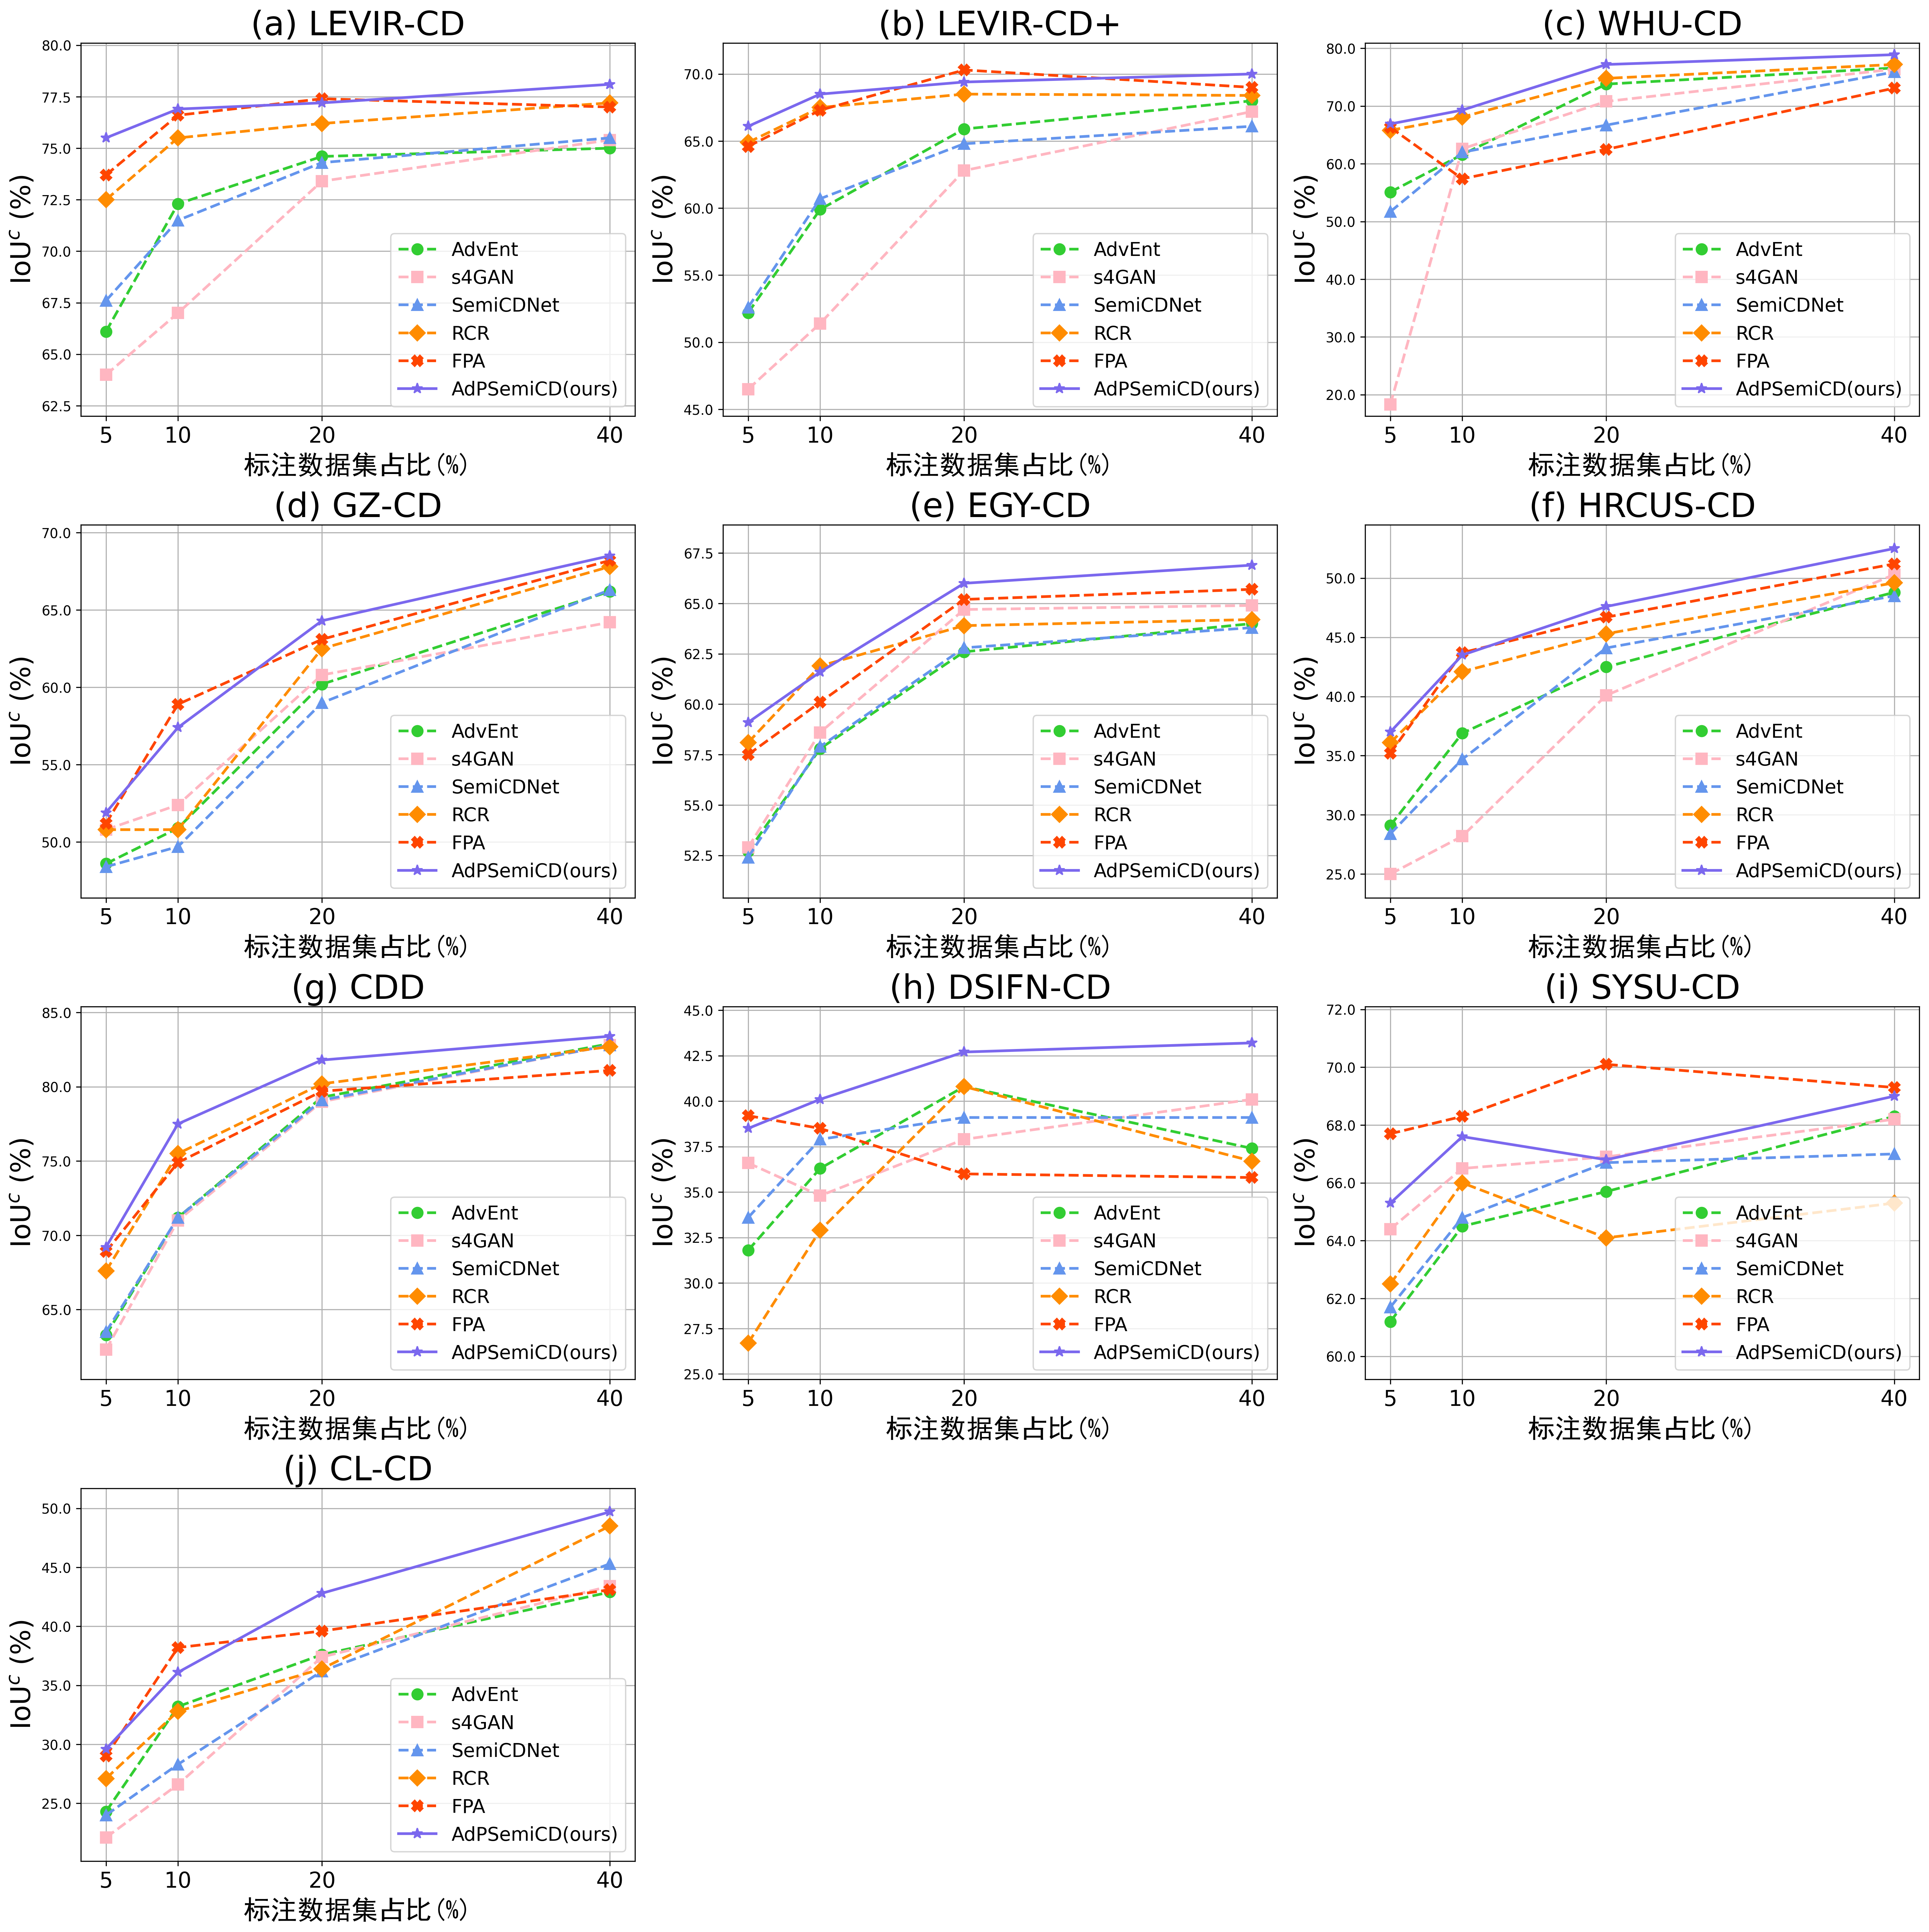 (a) LEVIR-CD
80.0
77.5
75.0
72.5
70.0
67.5
65.0
62.5
IoU^c (%)
AdvEnt
s4GAN
SemiCDNet
RCR
FPA
AdPSemiCD(ours)
5 10 20 40
标注数据集占比(%)
(b) LEVIR-CD+
70.0
65.0
60.0
55.0
50.0
45.0
IoU^c (%)
AdvEnt
s4GAN
SemiCDNet
RCR
FPA
AdPSemiCD(ours)
5 10 20 40
标注数据集占比(%)
(c) WHU-CD
80.0
70.0
60.0
50.0
40.0
30.0
20.0
IoU^c (%)
AdvEnt
s4GAN
SemiCDNet
RCR
FPA
AdPSemiCD(ours)
5 10 20 40
标注数据集占比(%)
(d) GZ-CD
70.0
65.0
60.0
55.0
50.0
IoU^c (%)
AdvEnt
s4GAN
SemiCDNet
RCR
FPA
AdPSemiCD(ours)
5 10 20 40
标注数据集占比(%)
(e) EGY-CD
67.5
65.0
62.5
60.0
57.5
55.0
52.5
IoU^c (%)
AdvEnt
s4GAN
SemiCDNet
RCR
FPA
AdPSemiCD(ours)
5 10 20 40
标注数据集占比(%)
(f) HRCUS-CD
50.0
45.0
40.0
35.0
30.0
25.0
IoU^c (%)
AdvEnt
s4GAN
SemiCDNet
RCR
FPA
AdPSemiCD(ours)
5 10 20 40
标注数据集占比(%)
(g) CDD
85.0
80.0
75.0
70.0
65.0
IoU^c (%)
AdvEnt
s4GAN
SemiCDNet
RCR
FPA
AdPSemiCD(ours)
5 10 20 40
标注数据集占比(%)
(h) DSIFN-CD
45.0
42.5
40.0
37.5
35.0
32.5
30.0
27.5
25.0
IoU^c (%)
AdvEnt
s4GAN
SemiCDNet
RCR
FPA
AdPSemiCD(ours)
5 10 20 40
标注数据集占比(%)
(i) SYSU-CD
72.0
70.0
68.0
66.0
64.0
62.0
60.0
IoU^c (%)
AdvEnt
s4GAN
SemiCDNet
RCR
FPA
AdPSemiCD(ours)
5 10 20 40
标注数据集占比(%)
(j) CL-CD
50.0
45.0
40.0
35.0
30.0
25.0
IoU^c (%)
AdvEnt
s4GAN
SemiCDNet
RCR
FPA
AdPSemiCD(ours)
5 10 20 40
标注数据集占比(%)